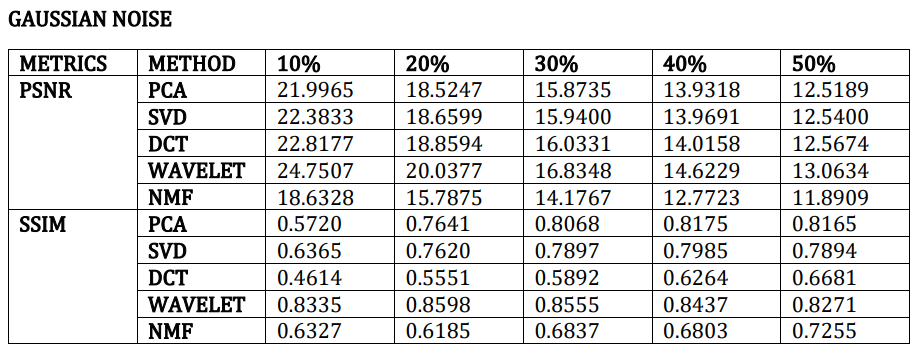 GAUSSIAN NOISE
METRICS METHOD 10% 20% 30% 40% 50%
PSNR PCA 21.9965 18.5247 15.8735 13.9318 12.5189
SVD 22.3833 18.6599 15.9400 13.9691 12.5400
DCT 22.8177 18.8594 16.0331 14.0158 12.5674
WAVELET 24.7507 20.0377 16.8348 14.6229 13.0634
NMF 18.6328 15.7875 14.1767 12.7723 11.8909
SSIM PCA 0.5720 0.7641 0.8068 0.8175 0.8165
SVD 0.6365 0.7620 0.7897 0.7985 0.7894
DCT 0.4614 0.5551 0.5892 0.6264 0.6681
WAVELET 0.8335 0.8598 0.8555 0.8437 0.8271
NMF 0.6327 0.6185 0.6837 0.6803 0.7255